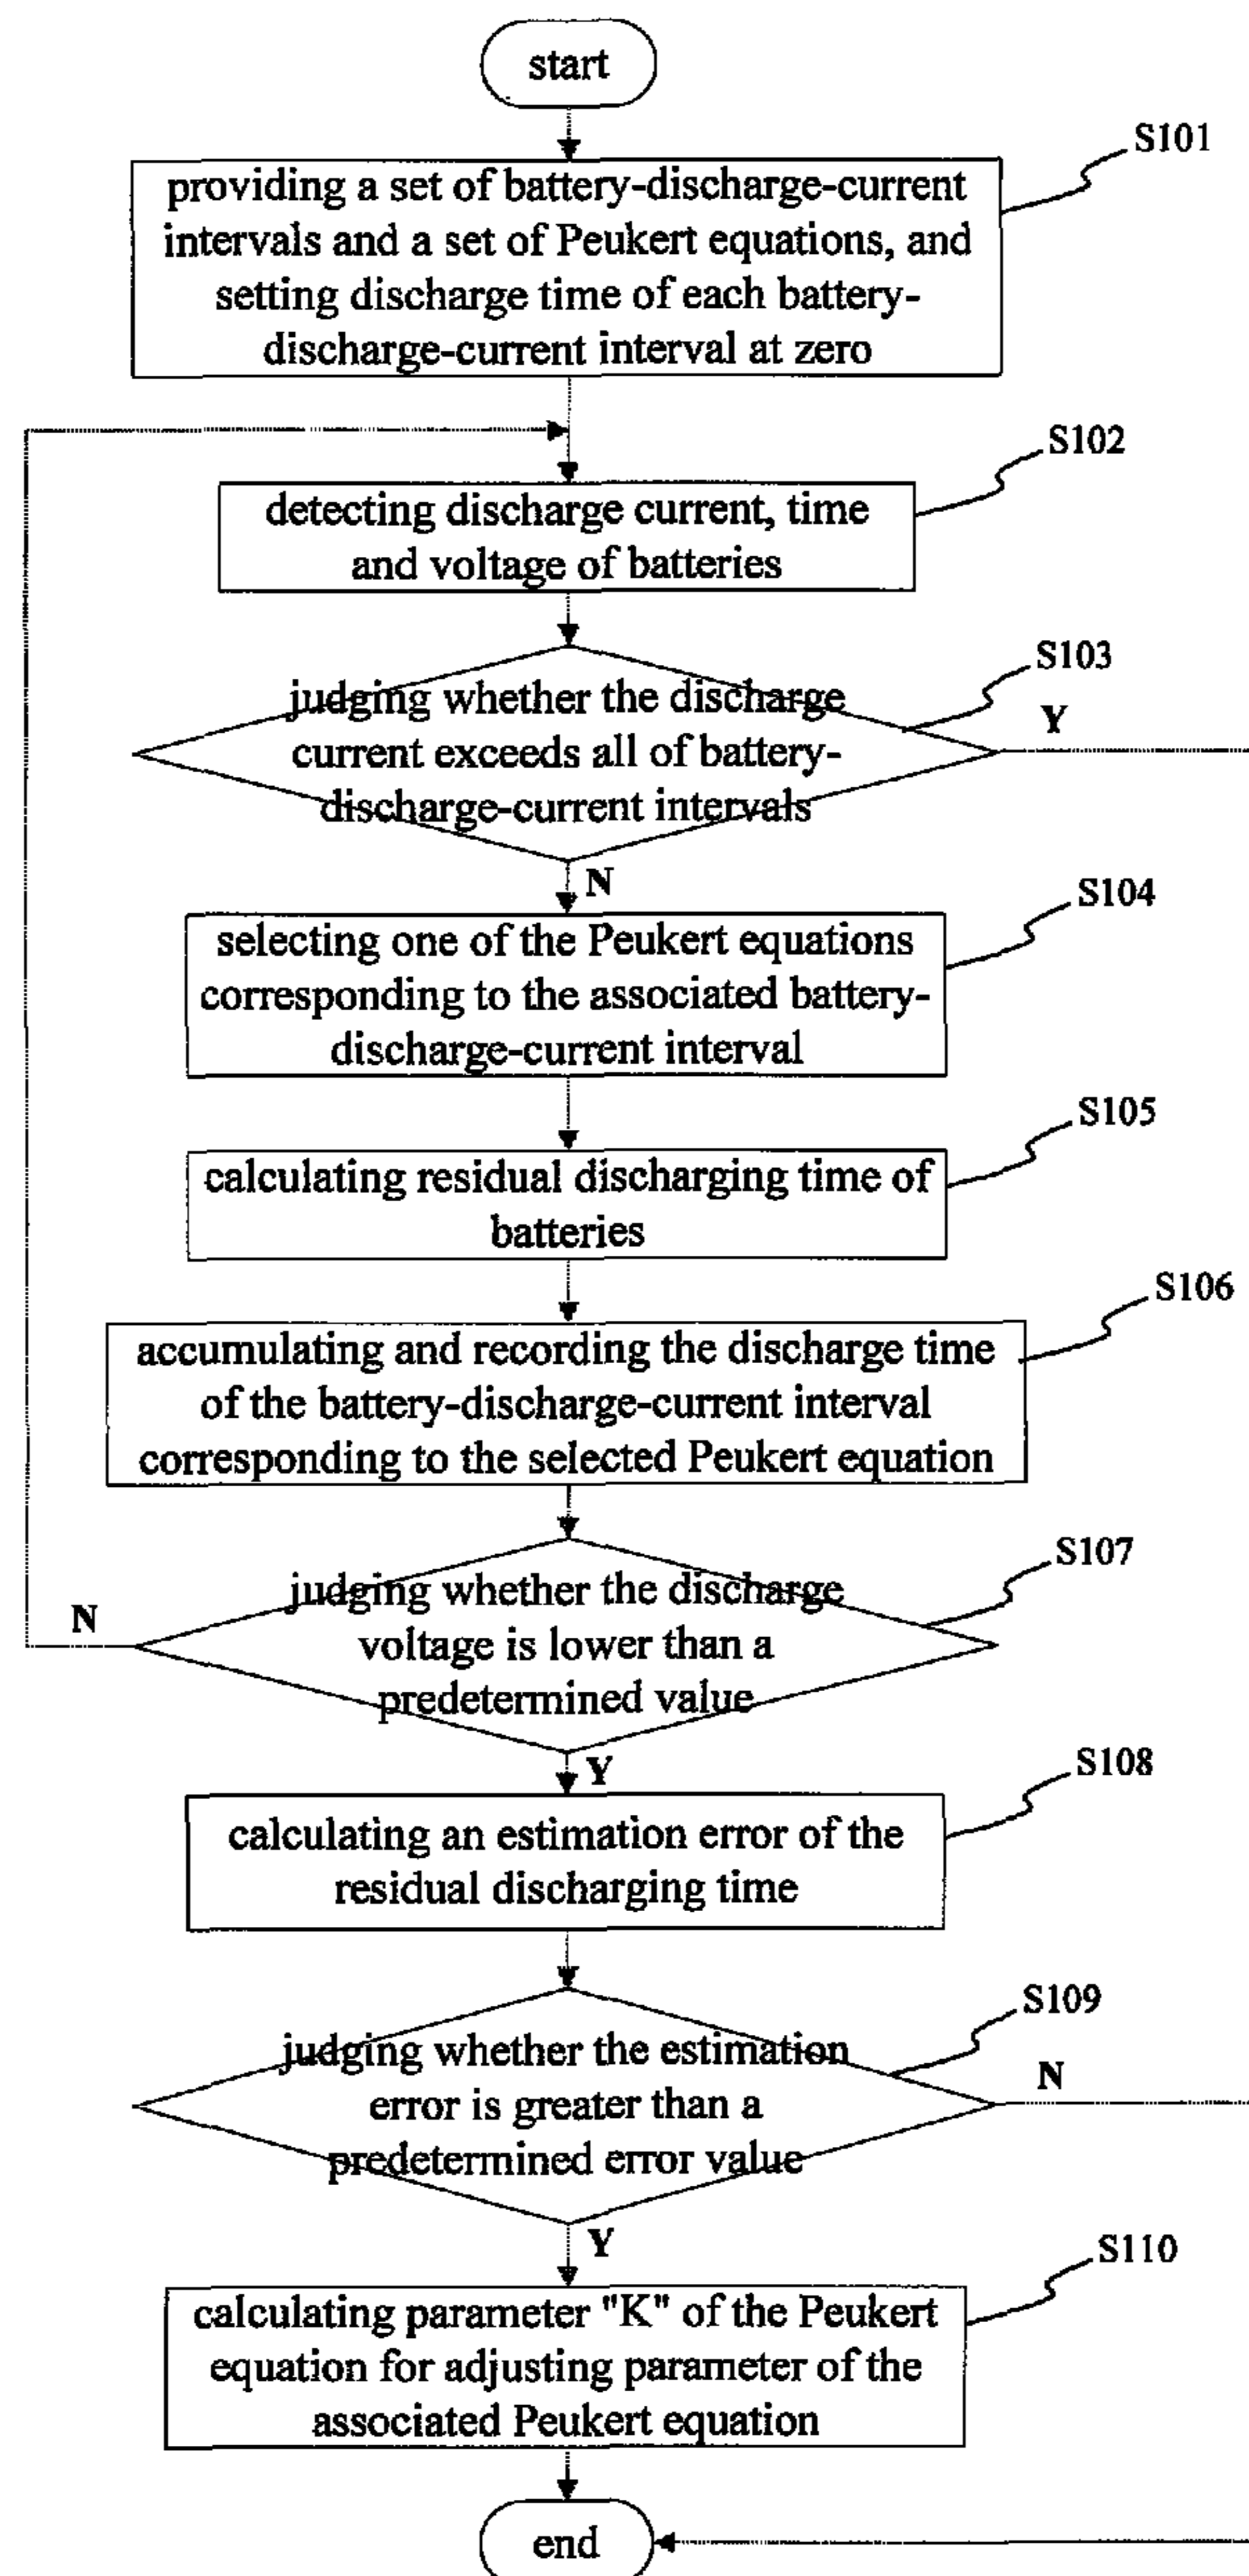 start
S101
providing a set of battery-discharge-current
intervals and a set of Peukert equations, and
setting discharge time of each battery-
discharge-current interval at zero
S102
detecting discharge current, time
and voltage of batteries
S103
judging whether the discharge
current exceeds all of battery-
discharge-current intervals
Y
N
S104
selecting one of the Peukert equations
corresponding to the associated battery-
discharge-current interval
S105
calculating residual discharging time of
batteries
S106
accumulating and recording the discharge time
of the battery-discharge-current interval
corresponding to the selected Peukert equation
S107
judging whether the discharge
voltage is lower than a
predetermined value
N
Y
S108
calculating an estimation error of the
residual discharging time
S109
judging whether the estimation
error is greater than a
predetermined error value
N
Y
S110
calculating parameter "K" of the Peukert
equation for adjusting parameter of the
associated Peukert equation
end